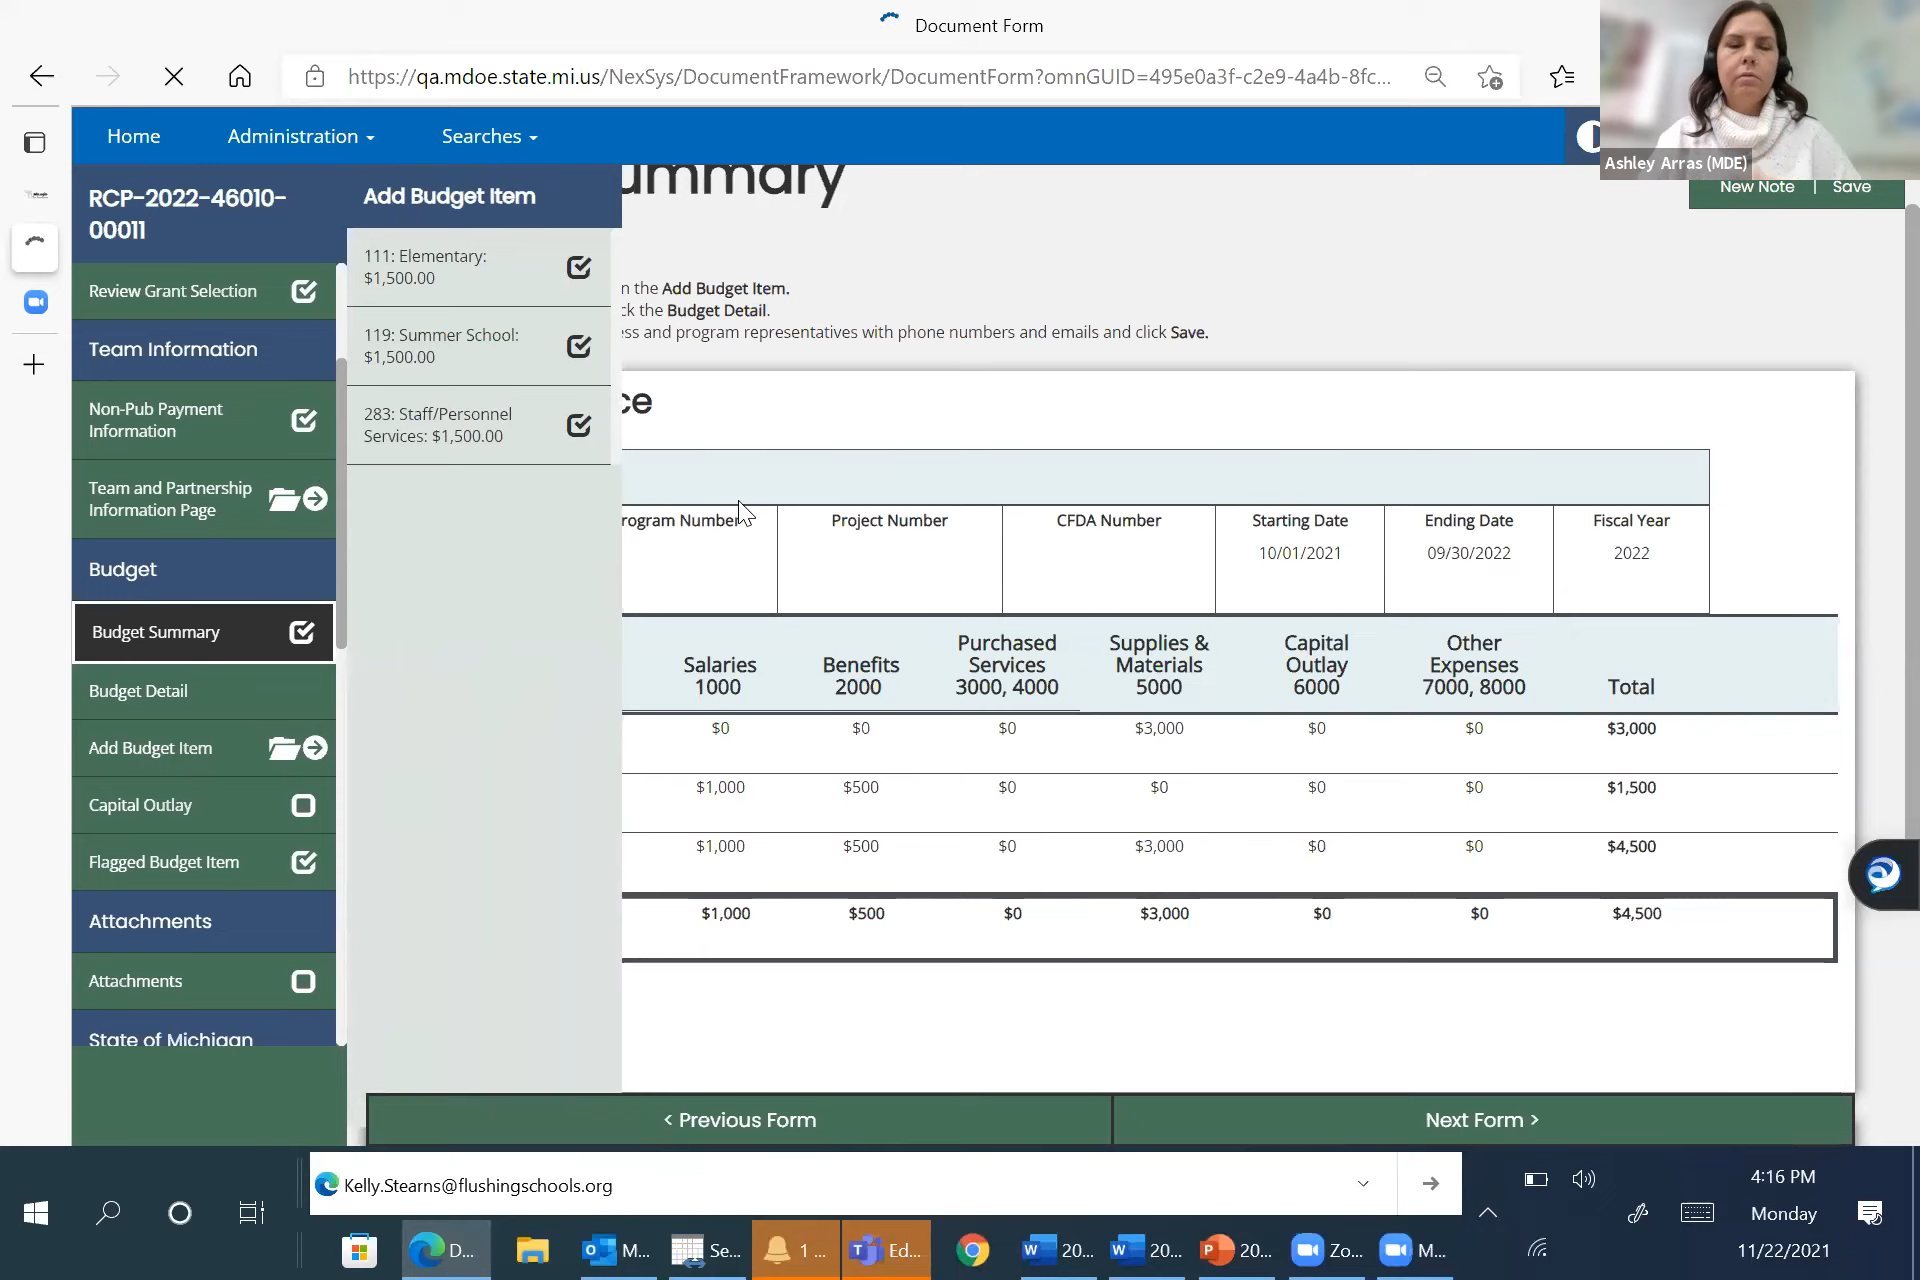 Document Form
https://qa.mdoe.state.mi.us/NexSys/DocumentFramework/DocumentForm?omnGUID=495e0a3f-c2e9-4a4b-8fc...
Ashley Arras (MDE)
Home
Administration
Searches
RCP-2022-46010-
00011
Add Budget Item
ummary
New Note | Save
Review Grant Selection
111: Elementary:
$1,500.00
n the Add Budget Item.
ck the Budget Detail.
ess and program representatives with phone numbers and emails and click Save.
Team Information
119: Summer School:
$1,500.00
Non-Pub Payment
Information
283: Staff/Personnel
Services: $1,500.00
ce
Team and Partnership
Information Page
rogram Number
Project Number
CFDA Number
Starting Date
Ending Date
Fiscal Year
10/01/2021
09/30/2022
2022
Budget
Budget Summary
Budget Detail
Add Budget Item
Capital Outlay
Flagged Budget Item
Attachments
Attachments
State of Michigan
Salaries
1000
Benefits
2000
Purchased
Services
3000, 4000
Supplies &
Materials
5000
Capital
Outlay
6000
Other
Expenses
7000, 8000
Total
$0 $0 $0 $3,000 $0 $0 $3,000
$1,000 $500 $0 $0 $0 $0 $1,500
$1,000 $500 $0 $3,000 $0 $0 $4,500
$1,000 $500 $0 $3,000 $0 $0 $4,500
< Previous Form
Next Form >
Kelly.Stearns@flushingschools.org
4:16 PM
Monday
11/22/2021
D...
M...
Se...
1 ...
Ed...
20...
20...
20...
Zo...
M...